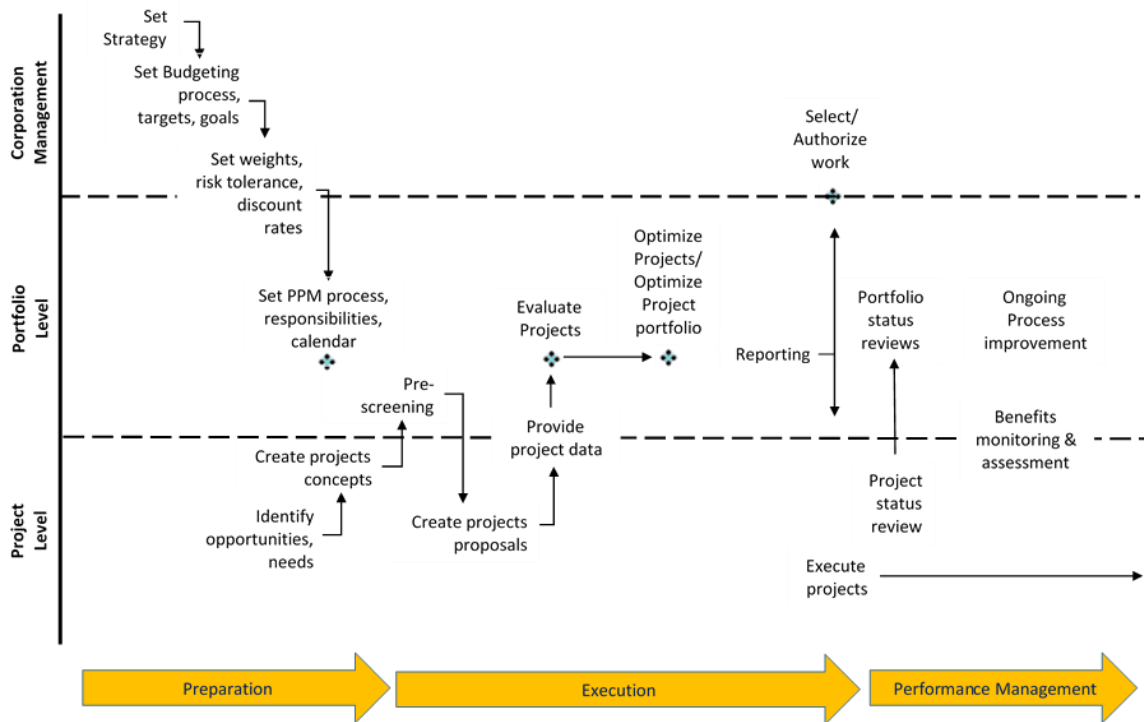 Corporation
Management
Set
Strategy
Set Budgeting
process,
targets, goals
Set weights,
risk tolerance,
discount
rates
Select/
Authorize
work
Portfolio
Level
Set PPM process,
responsibilities,
calendar
Pre-
screening
Evaluate
Projects
Optimize
Projects/
Optimize
Project
portfolio
Reporting
Portfolio
status
reviews
Ongoing
Process
improvement
Provide
project data
Benefits
monitoring &
assessment
Project
Level
Create projects
concepts
Identify
opportunities,
needs
Create projects
proposals
Project
status
review
Execute
projects
Preparation
Execution
Performance Management